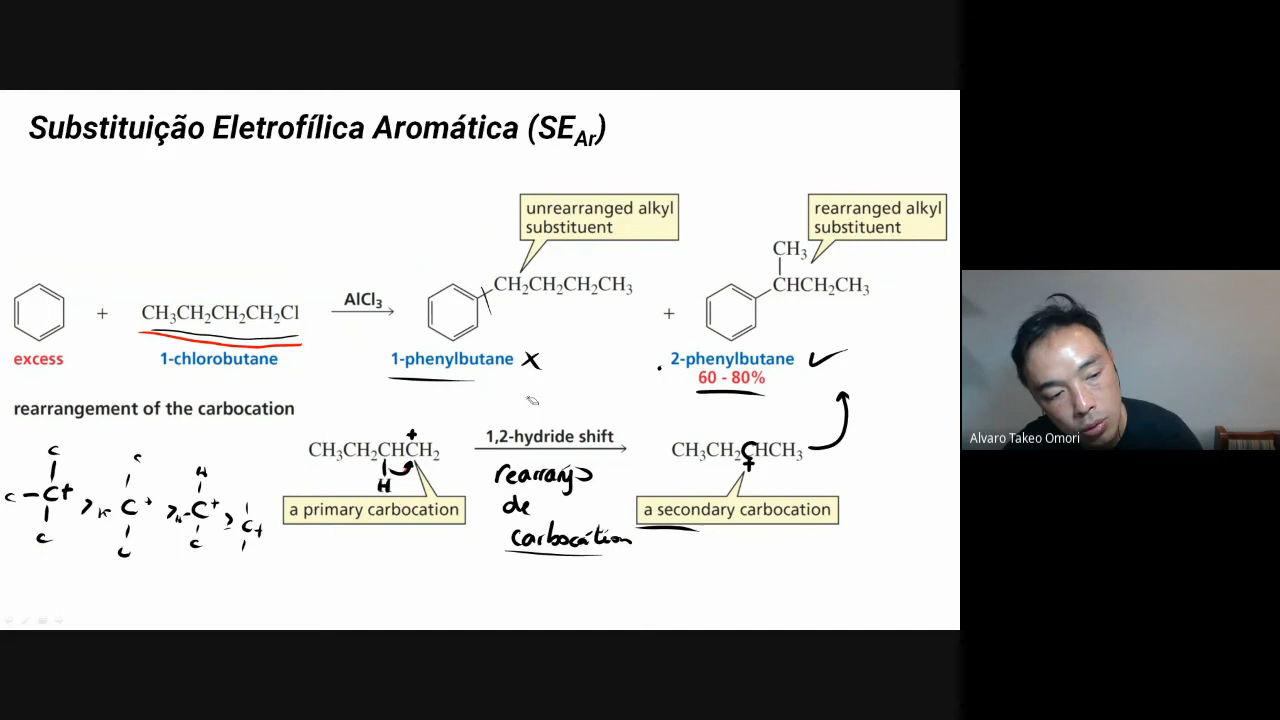 Substituição Eletrofílica Aromática (SE_Ar)
unrearranged alkyl
substituent
rearranged alkyl
substituent
CH₃
+ CH₃CH₂CH₂CH₂Cl AlCl₃ CH₂CH₂CH₂CH₃ + CHCH₂CH₃
excess 1-chlorobutane 1-phenylbutane X 2-phenylbutane ✓
60 - 80%
rearrangement of the carbocation
+
CH₃CH₂CHCH₂ 1,2-hydride shift CH₃CH₂CHCH₃
H
+
rearranjo
de
carbocátion
a primary carbocation
a secondary carbocation
C C H
C C+ > H C+ > H-C+ > C+
C C C
Alvaro Takeo Omori